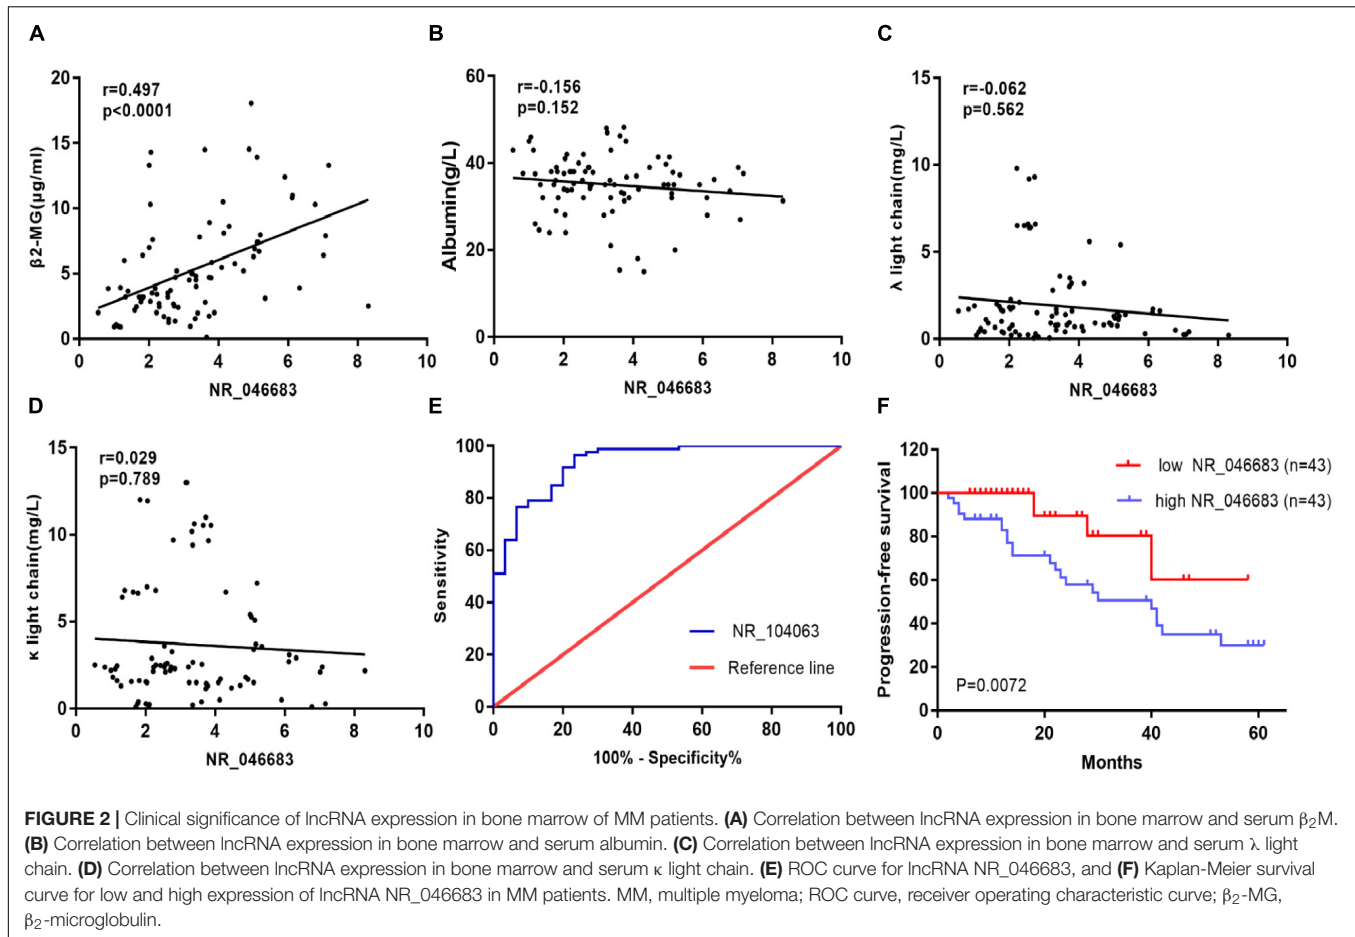 A
r=0.497
p<0.0001
20
15
10
5
0
β2-MG(μg/ml)
0 2 4 6 8 10
NR_046683
B
r=-0.156
p=0.152
60
40
20
0
Albumin(g/L)
0 2 4 6 8 10
NR_046683
C
r=-0.062
p=0.562
15
10
5
0
λ light chain(mg/L)
0 2 4 6 8 10
NR_046683
D
r=0.029
p=0.789
15
10
5
0
κ light chain(mg/L)
0 2 4 6 8 10
NR_046683
E
100
80
60
40
20
0
Sensitivity
NR_104063
Reference line
0 20 40 60 80 100
100% - Specificity%
F
120
100
80
60
40
20
0
Progression-free survival
low NR_046683 (n=43)
high NR_046683 (n=43)
P=0.0072
0 20 40 60
Months
FIGURE 2 | Clinical significance of lncRNA expression in bone marrow of MM patients. (A) Correlation between lncRNA expression in bone marrow and serum β2M.
(B) Correlation between lncRNA expression in bone marrow and serum albumin. (C) Correlation between lncRNA expression in bone marrow and serum λ light
chain. (D) Correlation between lncRNA expression in bone marrow and serum κ light chain. (E) ROC curve for lncRNA NR_046683, and (F) Kaplan-Meier survival
curve for low and high expression of lncRNA NR_046683 in MM patients. MM, multiple myeloma; ROC curve, receiver operating characteristic curve; β2-MG,
β2-microglobulin.